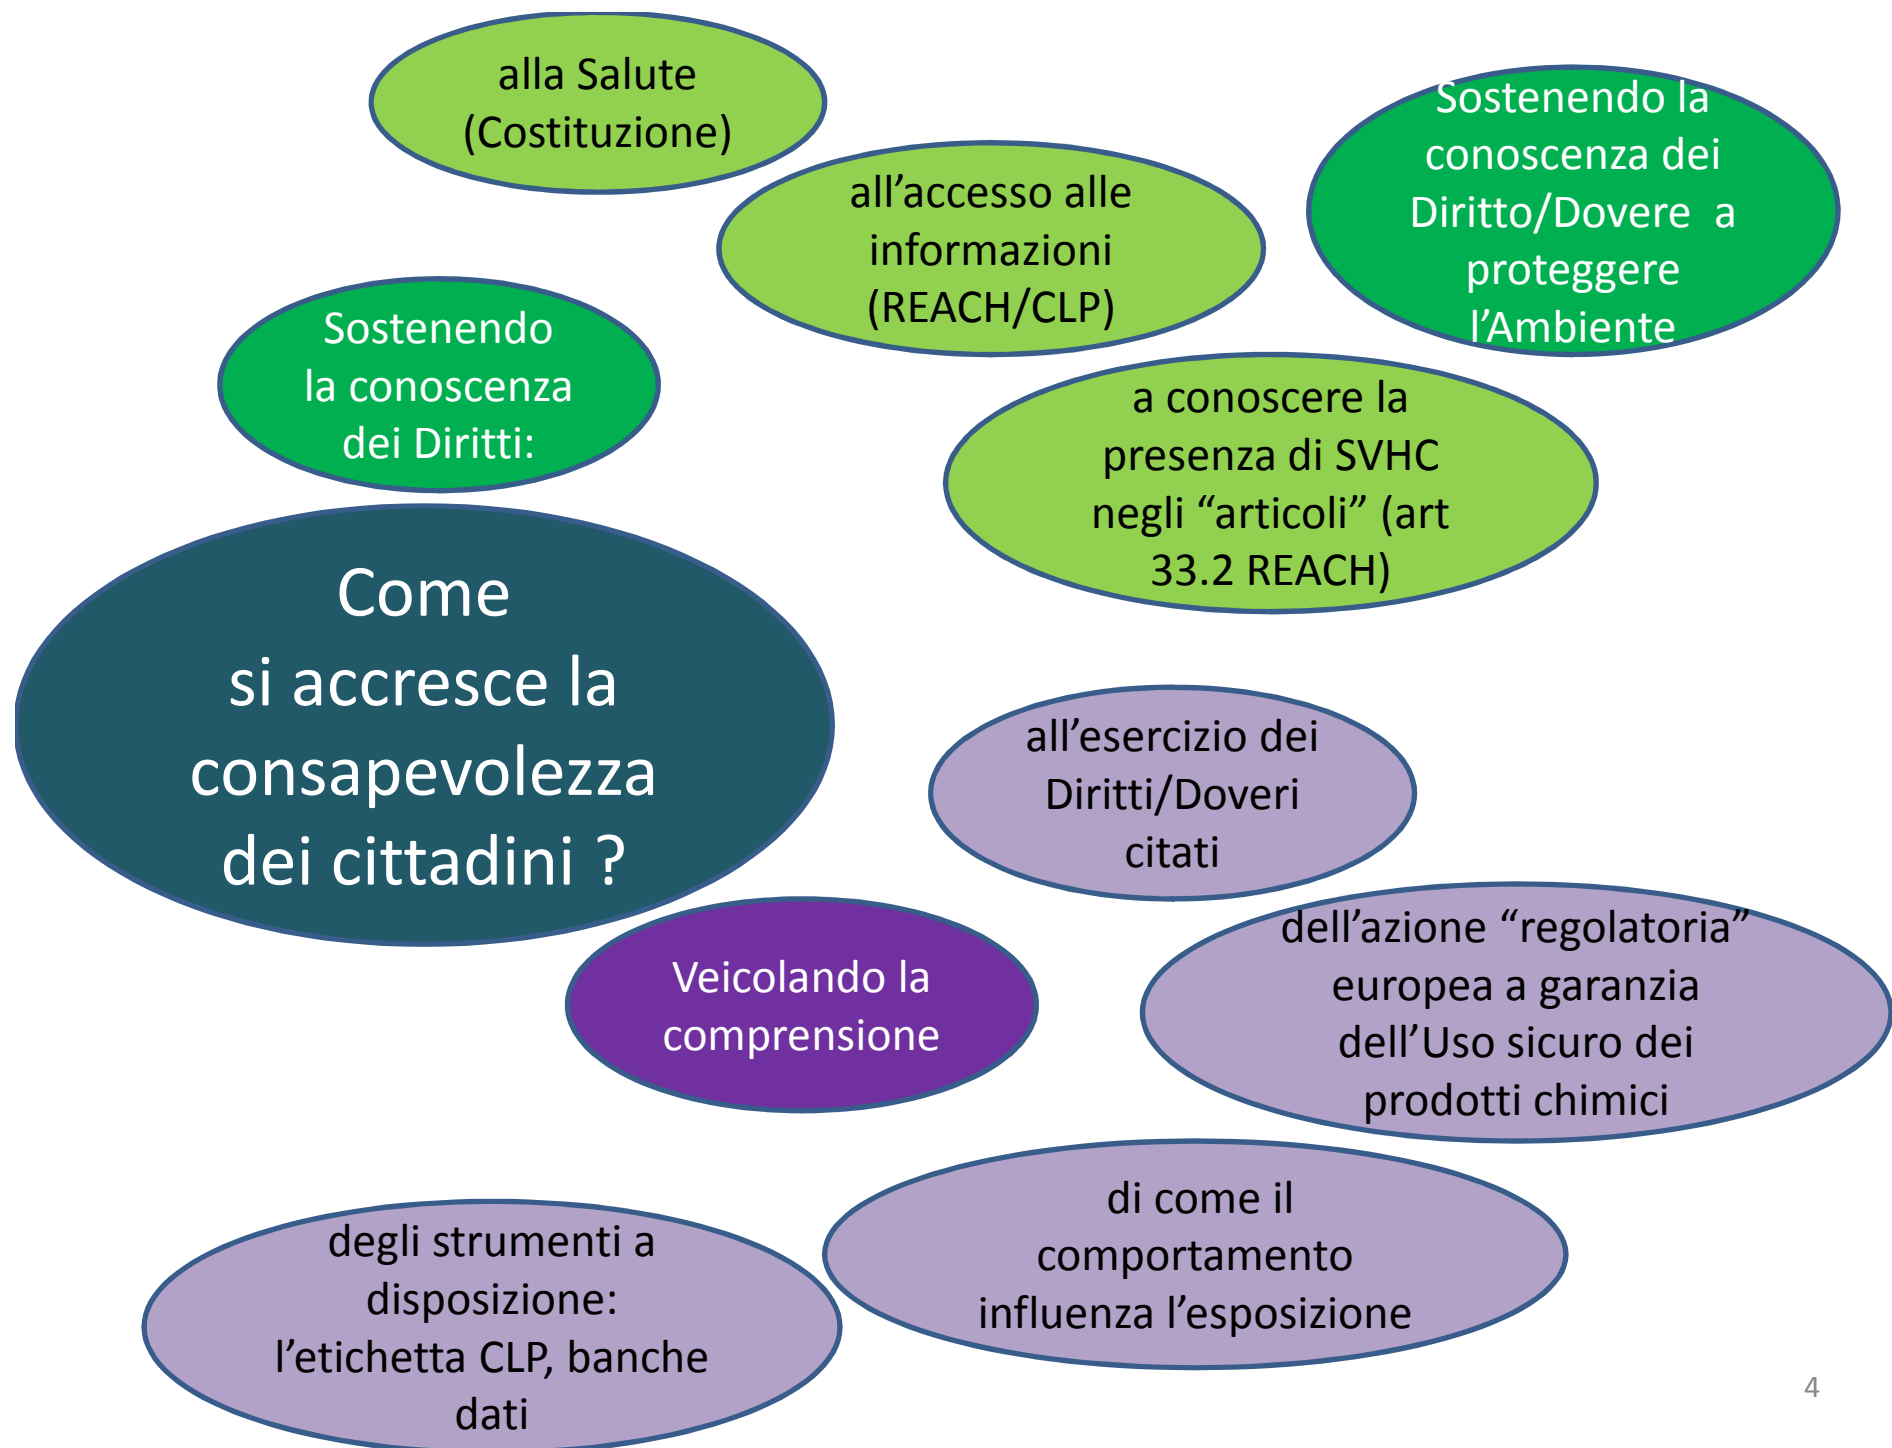 alla Salute
(Costituzione)
all’accesso alle
informazioni
(REACH/CLP)
Sostenendo la
conoscenza dei
Diritto/Dovere a
proteggere
l’Ambiente
Sostenendo
la conoscenza
dei Diritti:
a conoscere la
presenza di SVHC
negli “articoli” (art
33.2 REACH)
Come
si accresce la
consapevolezza
dei cittadini ?
all’esercizio dei
Diritti/Doveri
citati
Veicolando la
comprensione
dell’azione “regolatoria”
europea a garanzia
dell’Uso sicuro dei
prodotti chimici
di come il
comportamento
influenza l’esposizione
degli strumenti a
disposizione:
l’etichetta CLP, banche
dati
4